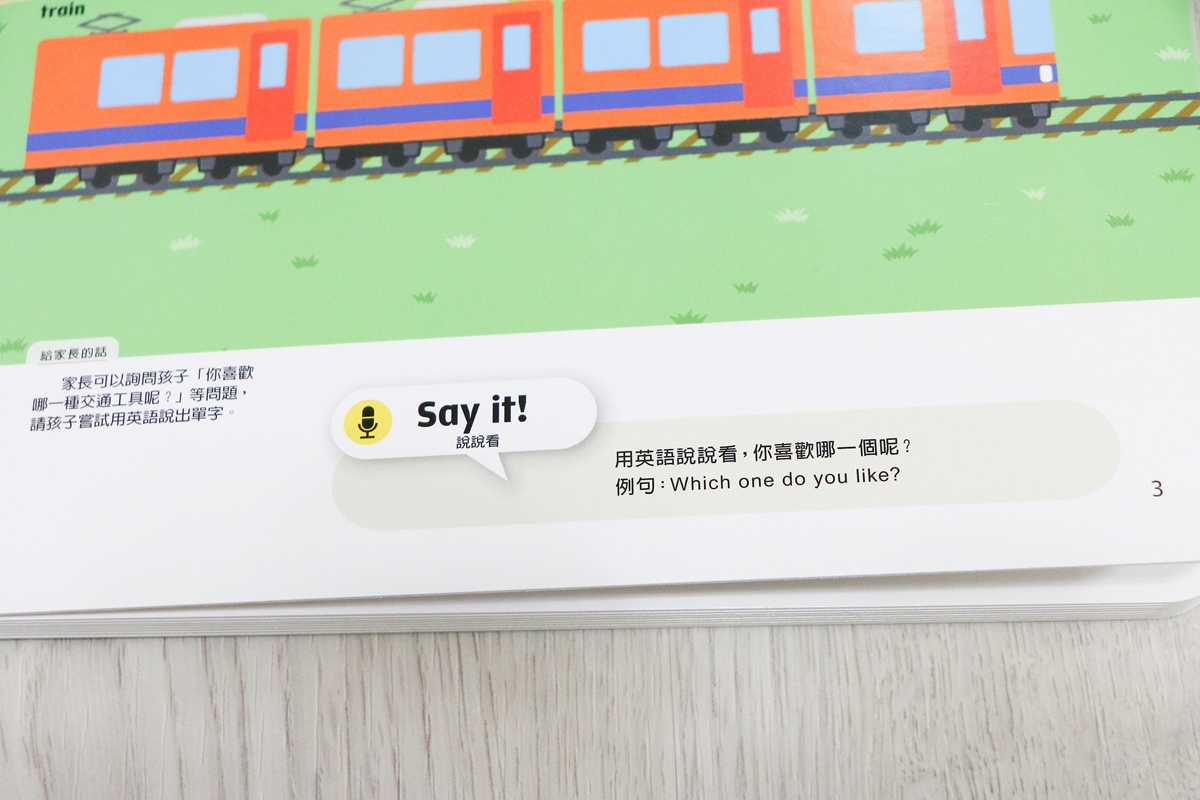 train
給家長的話
家長可以詢問孩子「你喜歡
哪一種交通工具呢?」等問題,
請孩子嘗試用英語說出單字。
Say it!
說說看
用英語說說看,你喜歡哪一個呢?
例句:Which one do you like?
3